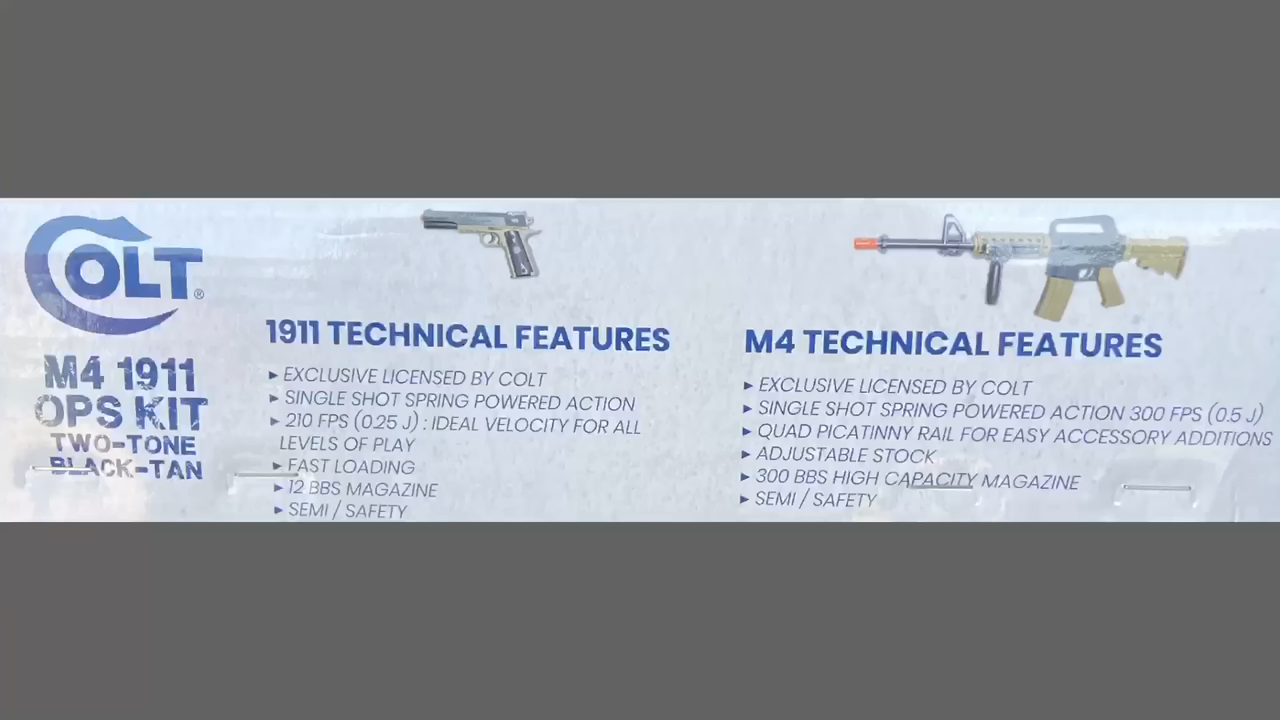 COLT®
M4 1911
OPS KIT
TWO-TONE
BLACK-TAN
1911 TECHNICAL FEATURES
▸ EXCLUSIVE LICENSED BY COLT
▸ SINGLE SHOT SPRING POWERED ACTION
▸ 210 FPS (0.25 J) : IDEAL VELOCITY FOR ALL
LEVELS OF PLAY
▸ FAST LOADING
▸ 12 BBS MAGAZINE
▸ SEMI / SAFETY
M4 TECHNICAL FEATURES
▸ EXCLUSIVE LICENSED BY COLT
▸ SINGLE SHOT SPRING POWERED ACTION 300 FPS (0.5 J)
▸ QUAD PICATINNY RAIL FOR EASY ACCESSORY ADDITIONS
▸ ADJUSTABLE STOCK
▸ 300 BBS HIGH CAPACITY MAGAZINE
▸ SEMI / SAFETY